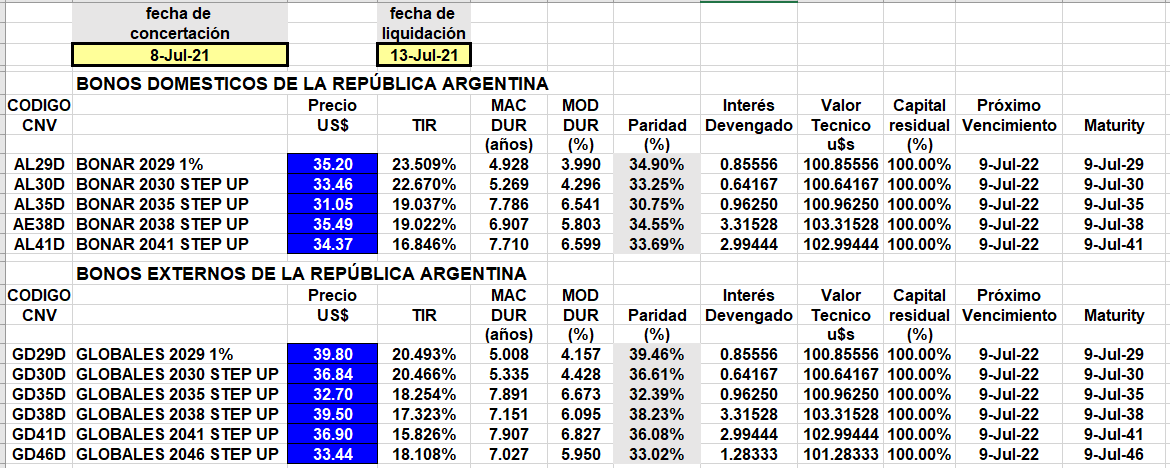 fecha de fecha de
concertación liquidación
8-Jul-21 13-Jul-21
BONOS DOMESTICOS DE LA REPÚBLICA ARGENTINA
CODIGO Precio MAC MOD Interés Valor Capital Próximo
CNV US$ TIR DUR DUR Paridad Devengado Tecnico residual Vencimiento Maturity
(años) (%) (%) u$s (%)
AL29D BONAR 2029 1% 35.20 23.509% 4.928 3.990 34.90% 0.85556 100.85556 100.00% 9-Jul-22 9-Jul-29
AL30D BONAR 2030 STEP UP 33.46 22.670% 5.269 4.296 33.25% 0.64167 100.64167 100.00% 9-Jul-22 9-Jul-30
AL35D BONAR 2035 STEP UP 31.05 19.037% 7.786 6.541 30.75% 0.96250 100.96250 100.00% 9-Jul-22 9-Jul-35
AE38D BONAR 2038 STEP UP 35.49 19.022% 6.907 5.803 34.55% 3.31528 103.31528 100.00% 9-Jul-22 9-Jul-38
AL41D BONAR 2041 STEP UP 34.37 16.846% 7.710 6.599 33.69% 2.99444 102.99444 100.00% 9-Jul-22 9-Jul-41
BONOS EXTERNOS DE LA REPÚBLICA ARGENTINA
CODIGO Precio MAC MOD Interés Valor Capital Próximo
CNV US$ TIR DUR DUR Paridad Devengado Tecnico residual Vencimiento Maturity
(años) (%) (%) u$s (%)
GD29D GLOBALES 2029 1% 39.80 20.493% 5.008 4.157 39.46% 0.85556 100.85556 100.00% 9-Jul-22 9-Jul-29
GD30D GLOBALES 2030 STEP UP 36.84 20.466% 5.335 4.428 36.61% 0.64167 100.64167 100.00% 9-Jul-22 9-Jul-30
GD35D GLOBALES 2035 STEP UP 32.70 18.254% 7.891 6.673 32.39% 0.96250 100.96250 100.00% 9-Jul-22 9-Jul-35
GD38D GLOBALES 2038 STEP UP 39.50 17.323% 7.151 6.095 38.23% 3.31528 103.31528 100.00% 9-Jul-22 9-Jul-38
GD41D GLOBALES 2041 STEP UP 36.90 15.826% 7.907 6.827 36.08% 2.99444 102.99444 100.00% 9-Jul-22 9-Jul-41
GD46D GLOBALES 2046 STEP UP 33.44 18.108% 7.027 5.950 33.02% 1.28333 101.28333 100.00% 9-Jul-22 9-Jul-46